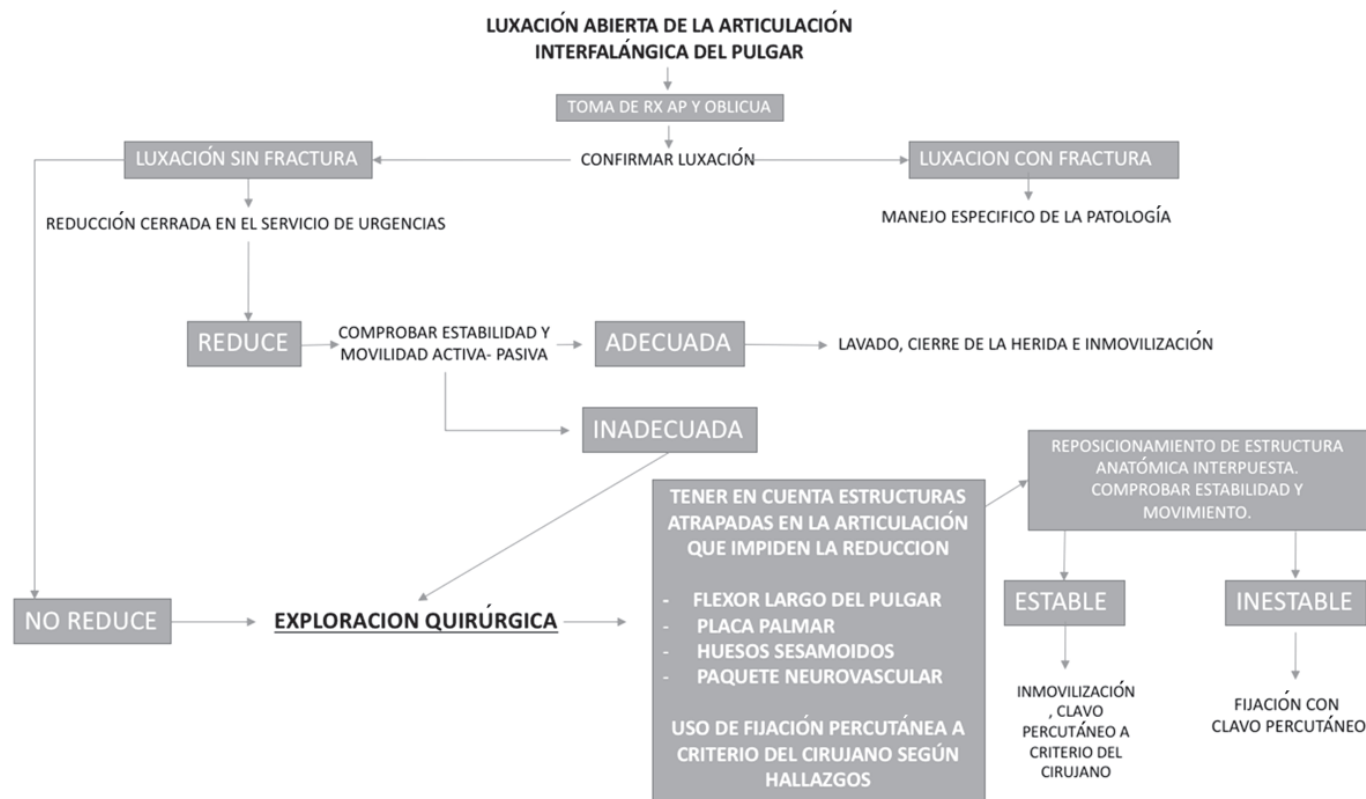 LUXACIÓN ABIERTA DE LA ARTICULACIÓN
INTERFALÁNGICA DEL PULGAR
TOMA DE RX AP Y OBLICUA
LUXACIÓN SIN FRACTURA
CONFIRMAR LUXACIÓN
LUXACION CON FRACTURA
REDUCCIÓN CERRADA EN EL SERVICIO DE URGENCIAS
MANEJO ESPECIFICO DE LA PATOLOGÍA
REDUCE
COMPROBAR ESTABILIDAD Y
MOVILIDAD ACTIVA- PASIVA
ADECUADA
LAVADO, CIERRE DE LA HERIDA E INMOVILIZACIÓN
INADECUADA
NO REDUCE
EXPLORACION QUIRÚRGICA
TENER EN CUENTA ESTRUCTURAS
ATRAPADAS EN LA ARTICULACIÓN
QUE IMPIDEN LA REDUCCION
- FLEXOR LARGO DEL PULGAR
- PLACA PALMAR
- HUESOS SESAMOIDOS
- PAQUETE NEUROVASCULAR
USO DE FIJACIÓN PERCUTÁNEA A
CRITERIO DEL CIRUJANO SEGÚN
HALLAZGOS
REPOSICIONAMIENTO DE ESTRUCTURA
ANATÓMICA INTERPUESTA.
COMPROBAR ESTABILIDAD Y
MOVIMIENTO.
ESTABLE
INESTABLE
INMOVILIZACIÓN
, CLAVO
PERCUTÁNEO A
CRITERIO DEL
CIRUJANO
FIJACIÓN CON
CLAVO PERCUTÁNEO